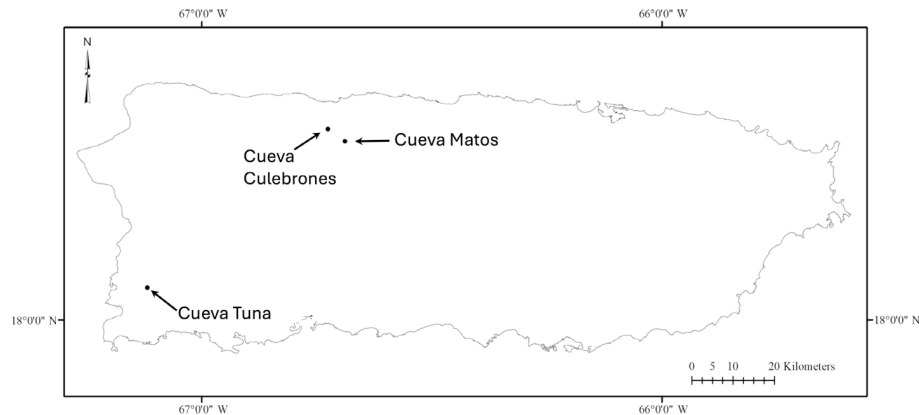 67°0'0" W 66°0'0" W
N
Cueva Matos
Cueva
Culebrones
Cueva Tuna
18°0'0" N 18°0'0" N
0 5 10 20 Kilometers
67°0'0" W 66°0'0" W